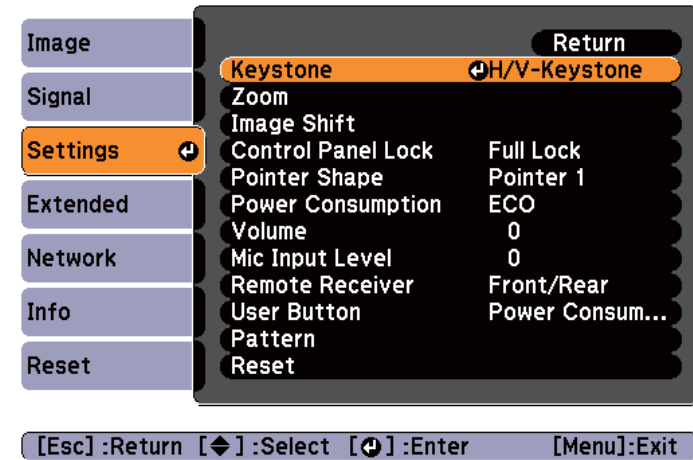 Image
Signal
Settings
Extended
Network
Info
Reset
Return
Keystone H/V-Keystone
Zoom
Image Shift
Control Panel Lock Full Lock
Pointer Shape Pointer 1
Power Consumption ECO
Volume 0
Mic Input Level 0
Remote Receiver Front/Rear
User Button Power Consum...
Pattern
Reset
[Esc] :Return [◆] :Select [⏎] :Enter [Menu]:Exit